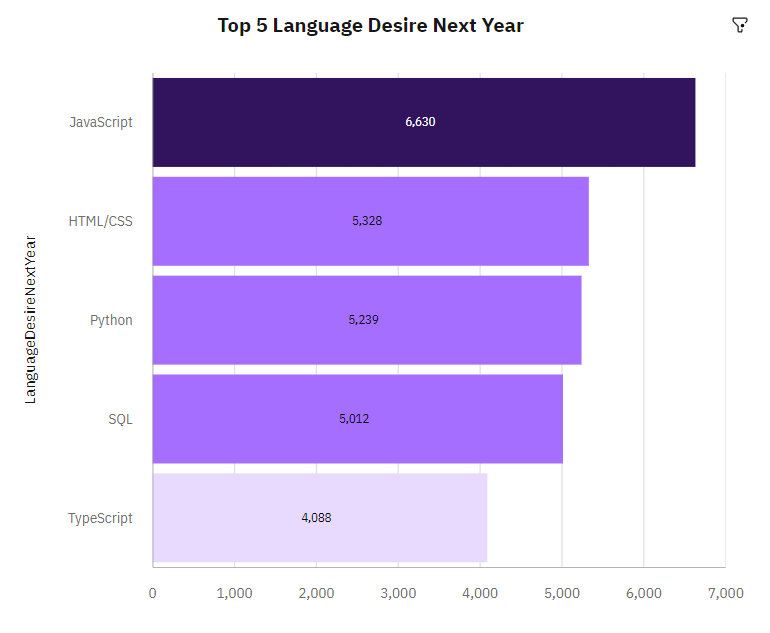 Top 5 Language Desire Next Year
LanguageDesireNextYear
JavaScript
6,630
HTML/CSS
5,328
Python
5,239
SQL
5,012
TypeScript
4,088
0
1,000
2,000
3,000
4,000
5,000
6,000
7,000